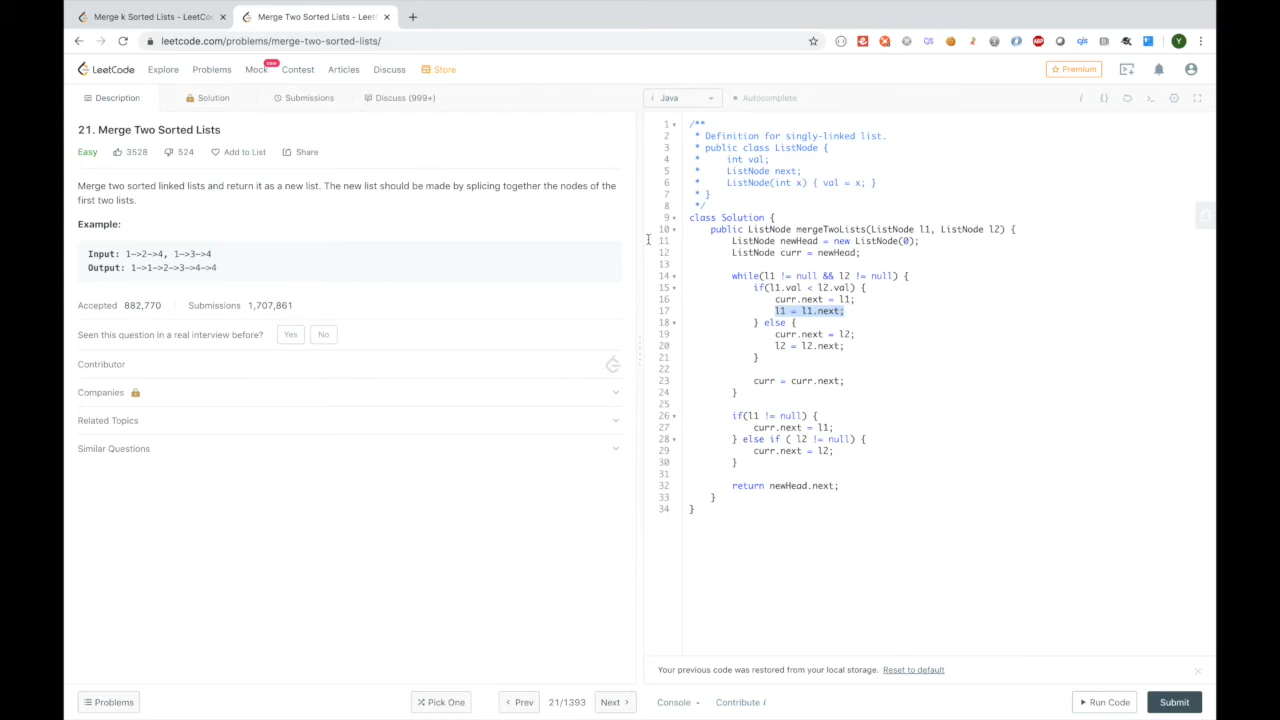 Merge k Sorted Lists - LeetCo
Merge Two Sorted Lists - Leet
leetcode.com/problems/merge-two-sorted-lists/
LeetCode Explore Problems Mock new Contest Articles Discuss Store Premium
Description Solution Submissions Discuss (999+)
Java Autocomplete
21. Merge Two Sorted Lists
Easy 3528 524 Add to List Share
Merge two sorted linked lists and return it as a new list. The new list should be made by splicing together the nodes of the
first two lists.
Example:
Input: 1->2->4, 1->3->4
Output: 1->1->2->3->4->4
Accepted 882,770 Submissions 1,707,861
Seen this question in a real interview before? Yes No
Contributor
Companies
Related Topics
Similar Questions
Problems Pick One Prev 21/1393 Next
1 /**
2 * Definition for singly-linked list.
3 * public class ListNode {
4 * int val;
5 * ListNode next;
6 * ListNode(int x) { val = x; }
7 * }
8 */
9 class Solution {
10 public ListNode mergeTwoLists(ListNode l1, ListNode l2) {
11 ListNode newHead = new ListNode(0);
12 ListNode curr = newHead;
13
14 while(l1 != null && l2 != null) {
15 if(l1.val < l2.val) {
16 curr.next = l1;
17 l1 = l1.next;
18 } else {
19 curr.next = l2;
20 l2 = l2.next;
21 }
22
23 curr = curr.next;
24 }
25
26 if(l1 != null) {
27 curr.next = l1;
28 } else if ( l2 != null) {
29 curr.next = l2;
30 }
31
32 return newHead.next;
33 }
34 }
Your previous code was restored from your local storage. Reset to default
Console Contribute i Run Code Submit